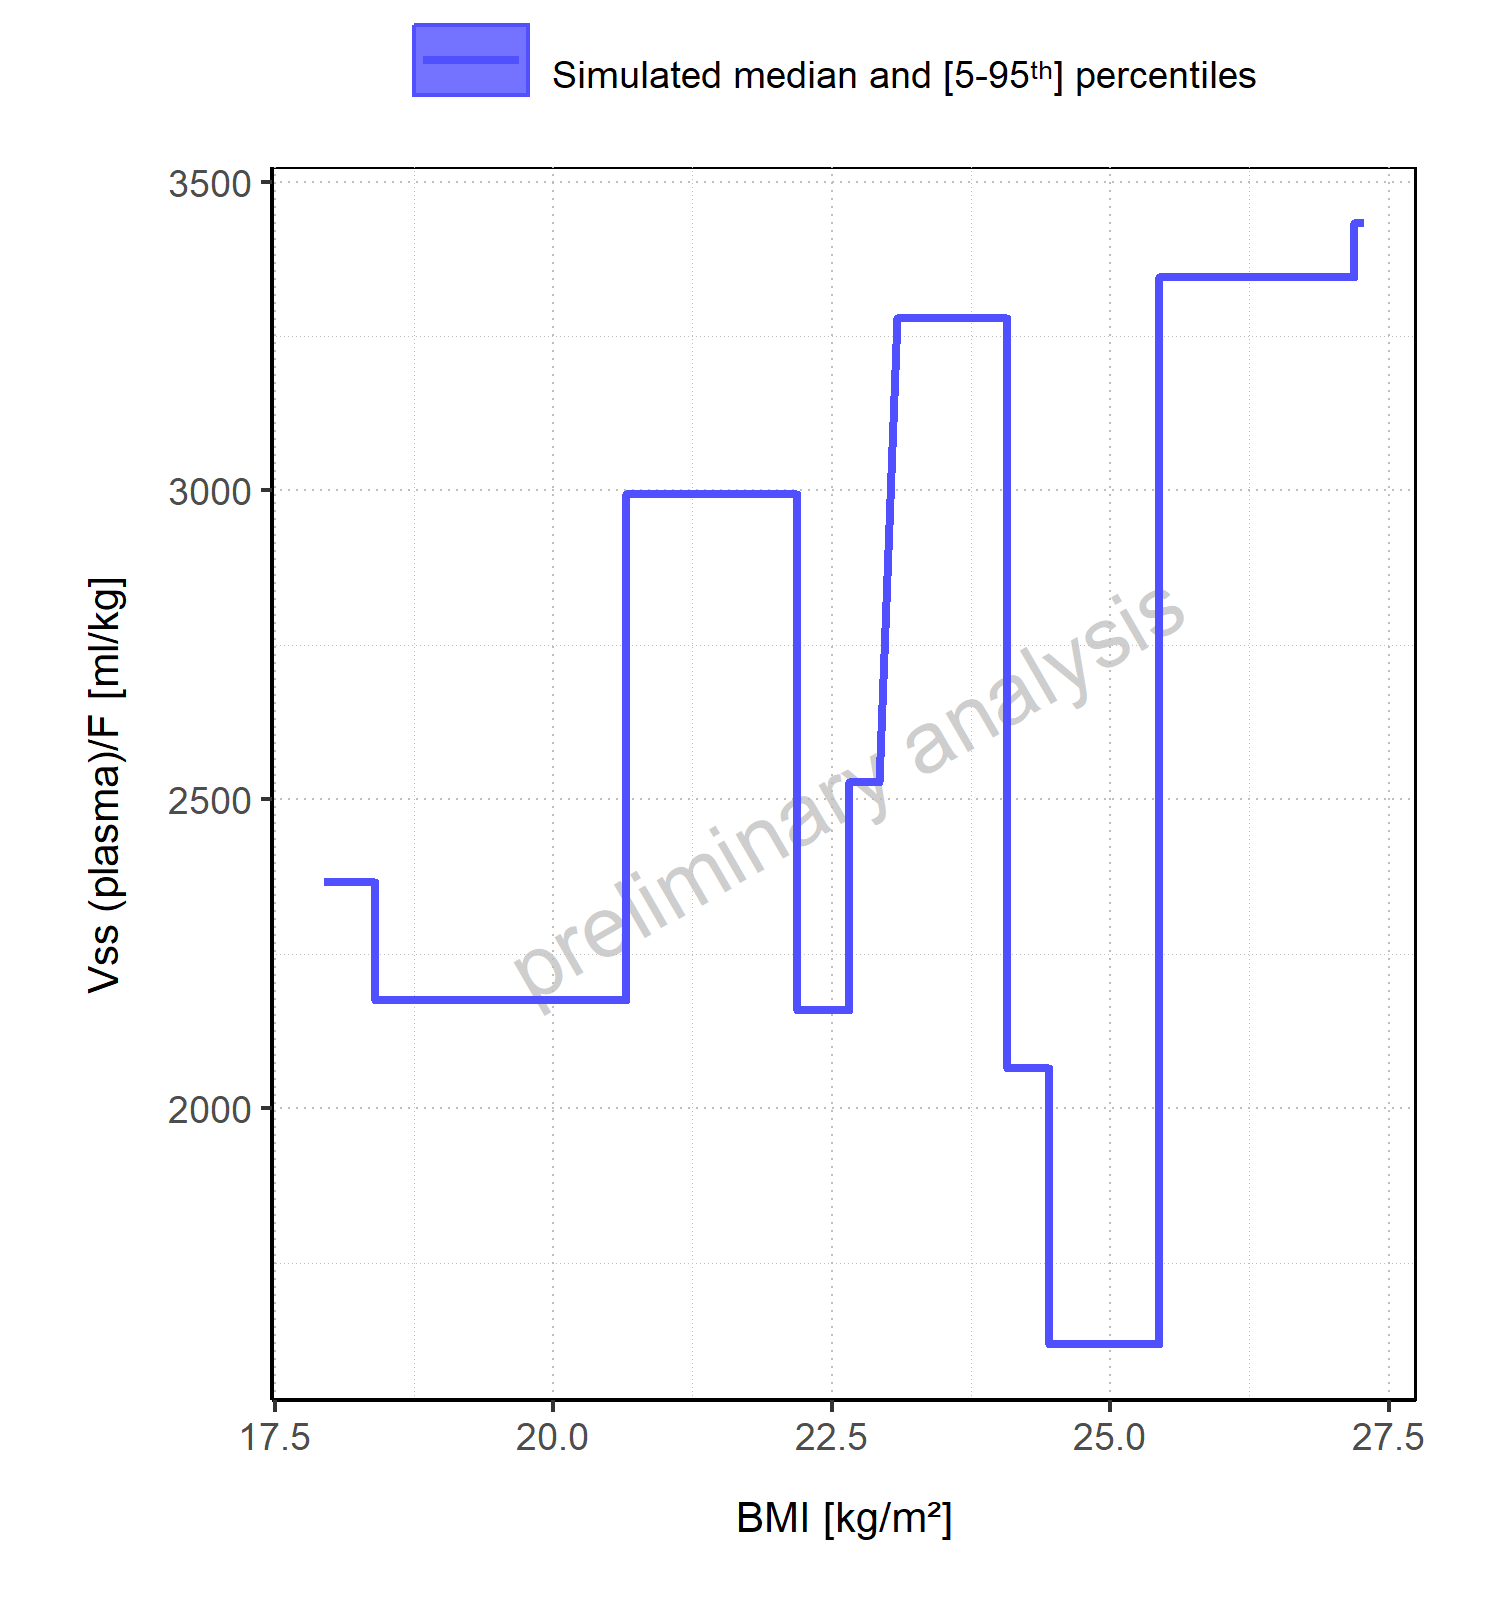 Simulated median and [5-95ᵗʰ] percentiles
3500
3000
2500
2000
Vss (plasma)/F [ml/kg]
preliminary analysis
17.5 20.0 22.5 25.0 27.5
BMI [kg/m²]